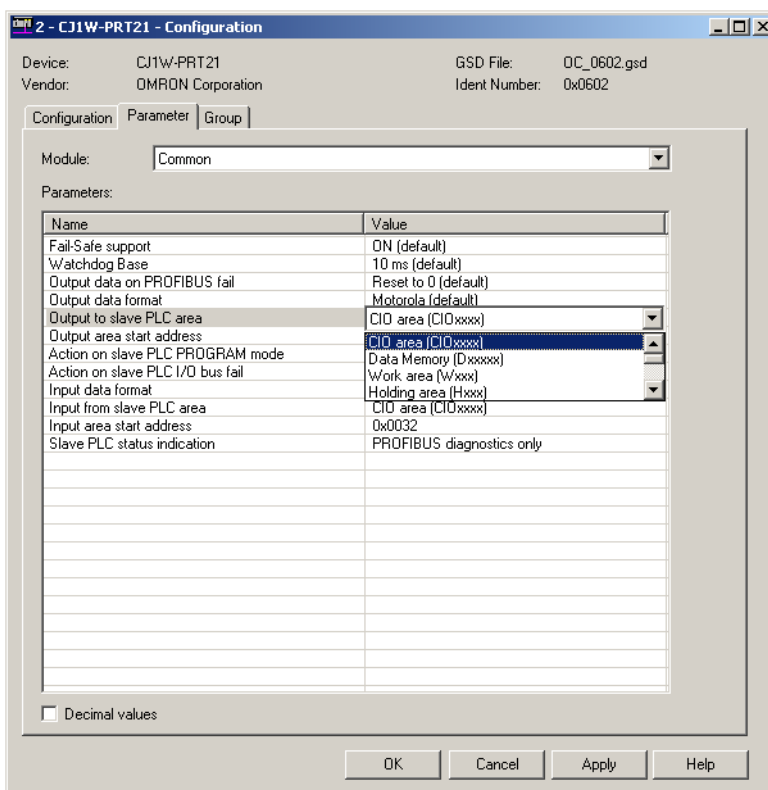 2 - CJ1W-PRT21 - Configuration
Device: CJ1W-PRT21 GSD File: OC_0602.gsd
Vendor: OMRON Corporation Ident Number: 0x0602
Configuration Parameter Group
Module: Common
Parameters:
Name Value
Fail-Safe support ON (default)
Watchdog Base 10 ms (default)
Output data on PROFIBUS fail Reset to 0 (default)
Output data format Motorola (default)
Output to slave PLC area CIO area (CIOxxxx)
Output area start address CIO area (CIOxxxx)
Action on slave PLC PROGRAM mode Data Memory (Dxxxxx)
Action on slave PLC I/O bus fail Work area (Wxxx)
Input data format Holding area (Hxxx)
Input from slave PLC area CIO area (CIOxxxx)
Input area start address 0x0032
Slave PLC status indication PROFIBUS diagnostics only
Decimal values
OK Cancel Apply Help